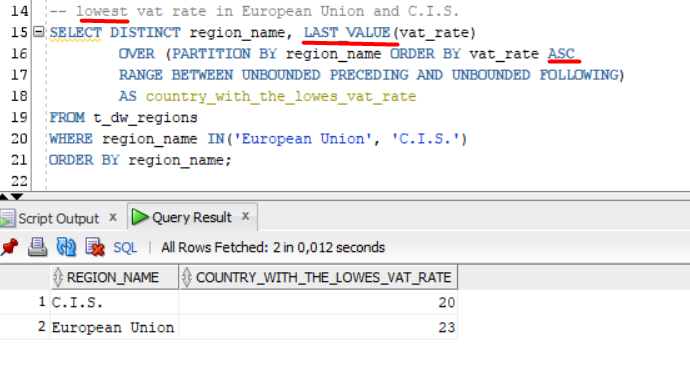 14 -- lowest vat rate in European Union and C.I.S.
15 SELECT DISTINCT region_name, LAST_VALUE(vat_rate)
16 OVER (PARTITION BY region_name ORDER BY vat_rate ASC
17 RANGE BETWEEN UNBOUNDED PRECEDING AND UNBOUNDED FOLLOWING)
18 AS country_with_the_lowes_vat_rate
19 FROM t_dw_regions
20 WHERE region_name IN('European Union', 'C.I.S.')
21 ORDER BY region_name;
22
Script Output x Query Result x
SQL | All Rows Fetched: 2 in 0,012 seconds
REGION_NAME COUNTRY_WITH_THE_LOWES_VAT_RATE
1 C.I.S. 20
2 European Union 23